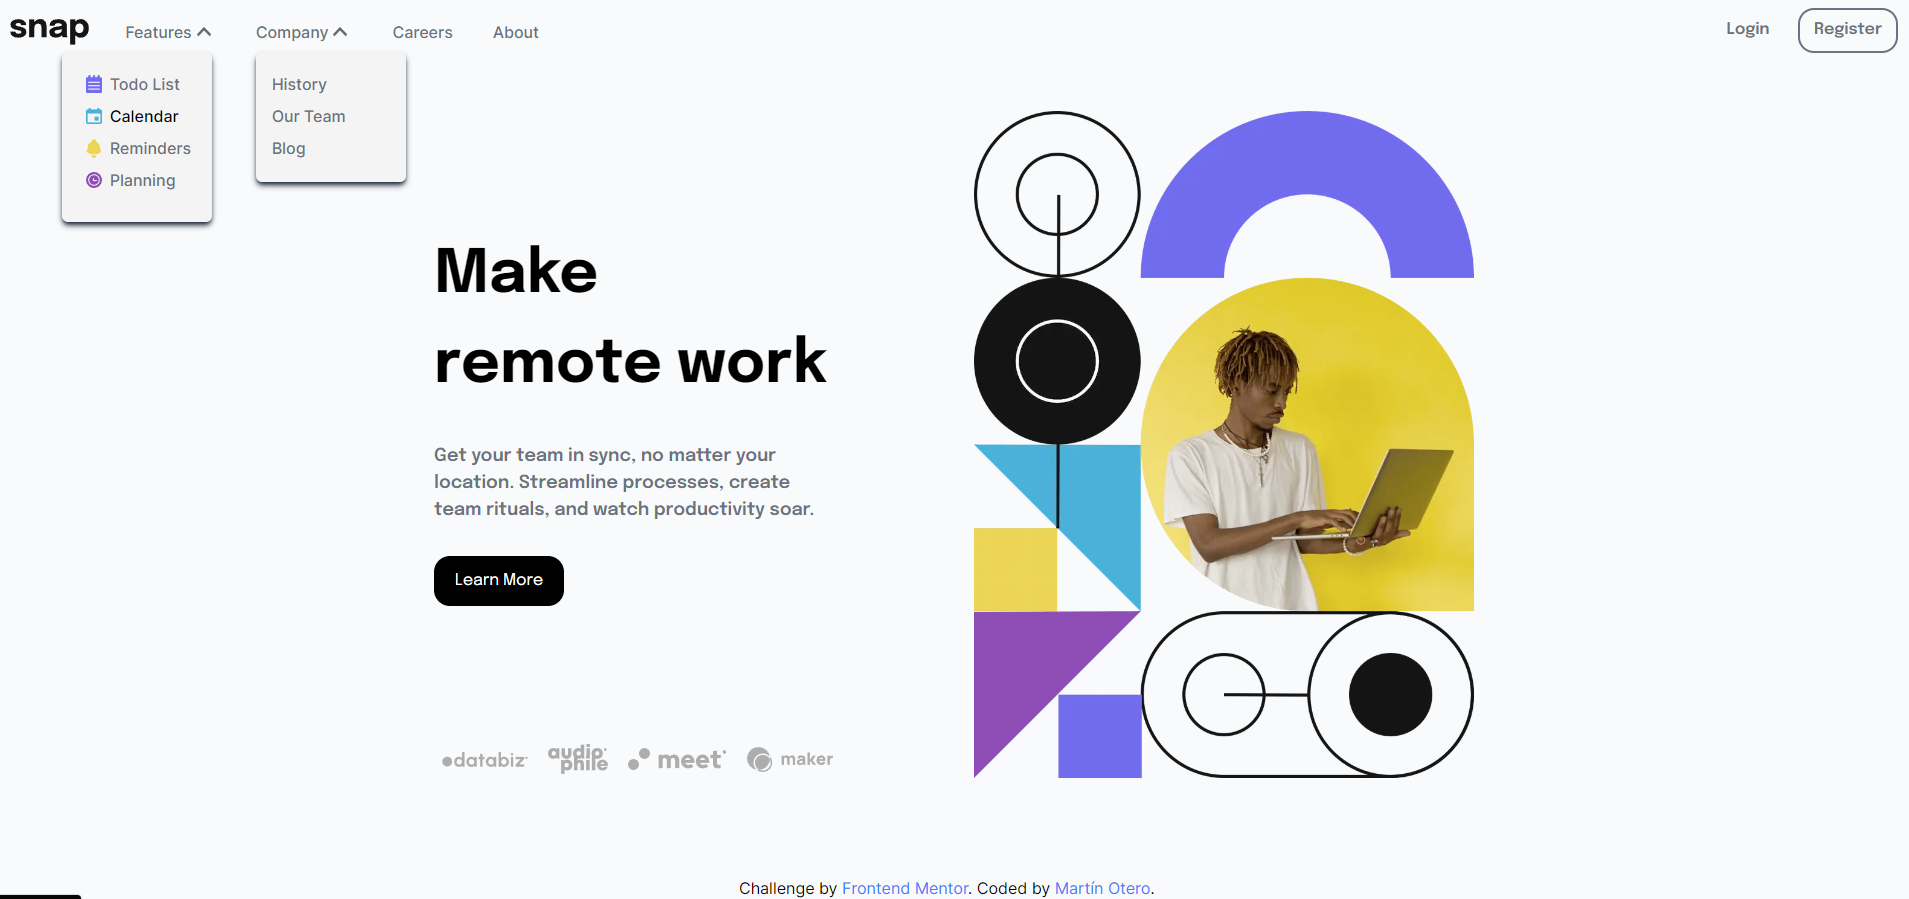 snap
Features
Company
Careers
About
Login
Register
Todo List
Calendar
Reminders
Planning
History
Our Team
Blog
Make
remote work
Get your team in sync, no matter your
location. Streamline processes, create
team rituals, and watch productivity soar.
Learn More
databiz
audio
phile
meet
maker
Challenge by Frontend Mentor. Coded by Martín Otero.